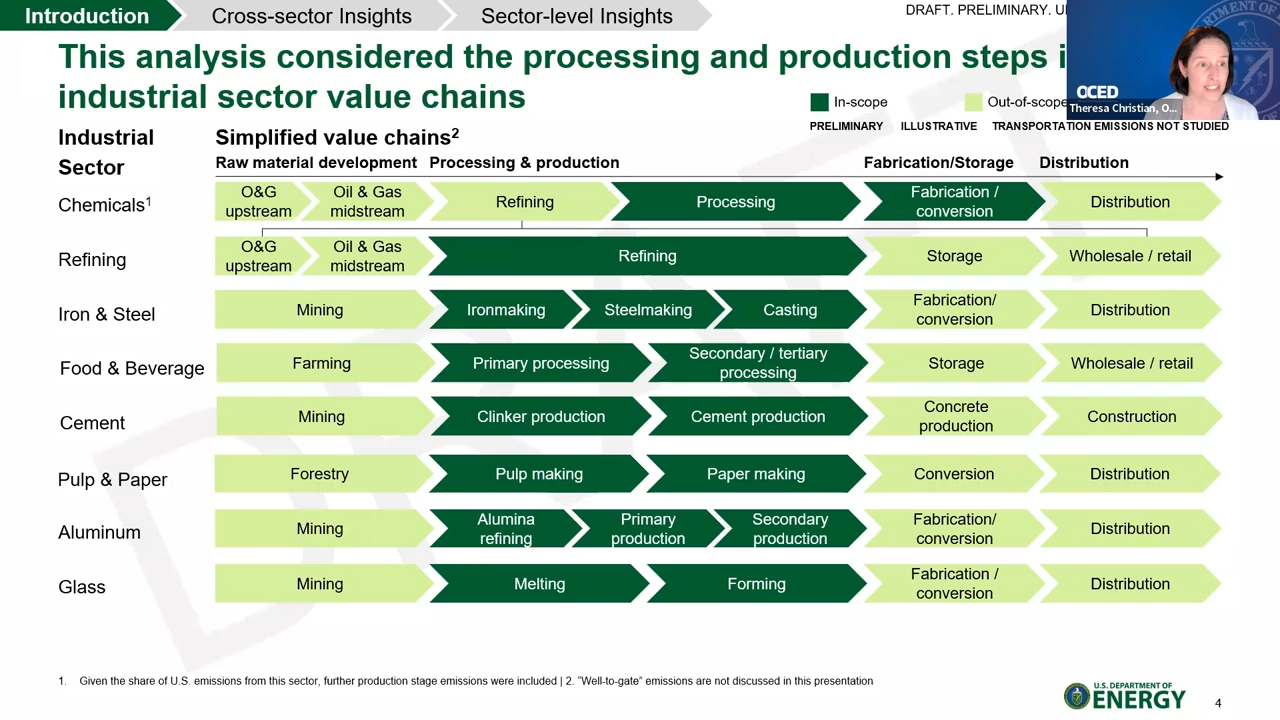 Introduction
Cross-sector Insights
Sector-level Insights
DRAFT. PRELIMINARY.
This analysis considered the processing and production steps
industrial sector value chains
In-scope
Out-of-scope
PRELIMINARY ILLUSTRATIVE TRANSPORTATION EMISSIONS NOT STUDIED
OCED
Theresa Christian, O...
Industrial
Sector
Simplified value chains2
Raw material development
Processing & production
Fabrication/Storage
Distribution
Chemicals1
O&G
upstream
Oil & Gas
midstream
Refining
Processing
Fabrication /
conversion
Distribution
Refining
O&G
upstream
Oil & Gas
midstream
Refining
Storage
Wholesale / retail
Iron & Steel
Mining
Ironmaking
Steelmaking
Casting
Fabrication/
conversion
Distribution
Food & Beverage
Farming
Primary processing
Secondary / tertiary
processing
Storage
Wholesale / retail
Cement
Mining
Clinker production
Cement production
Concrete
production
Construction
Pulp & Paper
Forestry
Pulp making
Paper making
Conversion
Distribution
Aluminum
Mining
Alumina
refining
Primary
production
Secondary
production
Fabrication/
conversion
Distribution
Glass
Mining
Melting
Forming
Fabrication /
conversion
Distribution
DRAFT
1. Given the share of U.S. emissions from this sector, further production stage emissions were included | 2. “Well-to-gate” emissions are not discussed in this presentation
U.S. DEPARTMENT OF
ENERGY
4